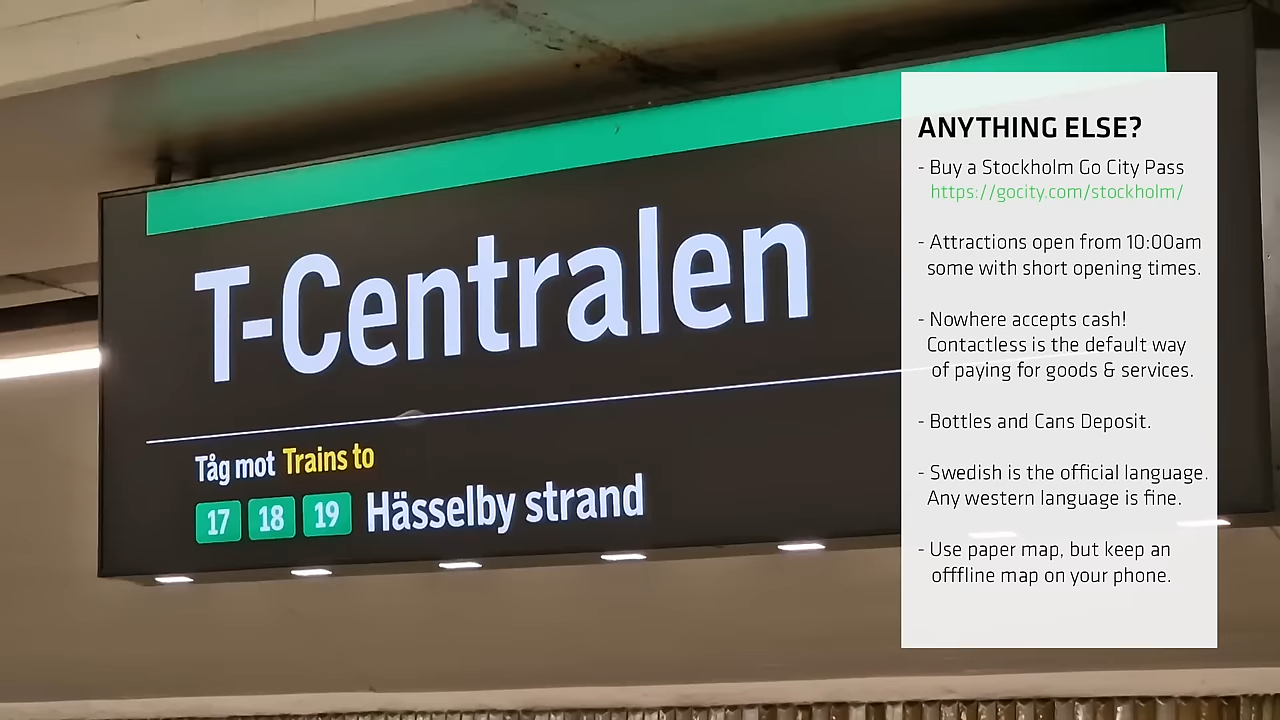 T-Centralen
Tåg mot Trains to
17 18 19 Hässelby strand
ANYTHING ELSE?
- Buy a Stockholm Go City Pass
https://gocity.com/stockholm/
- Attractions open from 10:00am
some with short opening times.
- Nowhere accepts cash!
Contactless is the default way
of paying for goods & services.
- Bottles and Cans Deposit.
- Swedish is the official language.
Any western language is fine.
- Use paper map, but keep an
offfline map on your phone.